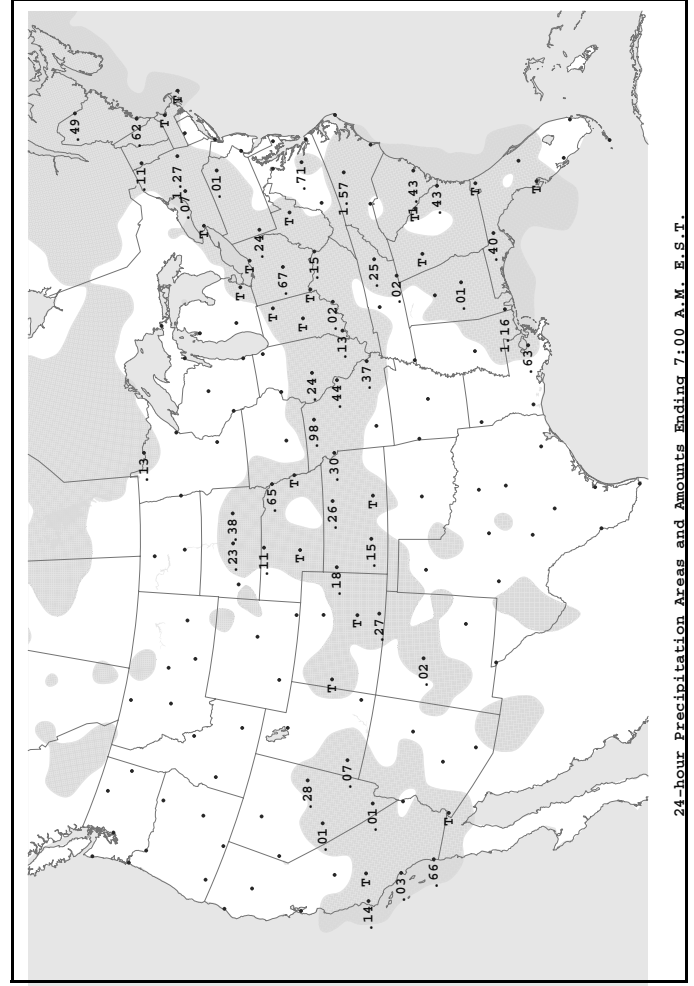 .49
.62
.11
.13
T
T
1.27
.07
T
.01
.23 .38
T
T
.24
.11
.65
T
.67
T
T
T
.71
T
.28
T
.24
.15
.98
.01
T
.26
.02
.30
.18
.44
.13
1.57
.07
T
T
.37
.14
.15
.01
T
.25
.27
.02
.03
1.43
T
T
.02
.66
.43
T
.01
T
.40
1.16
.63
T
24-hour Precipitation Areas and Amounts Ending 7:00 A.M. E.S.T.